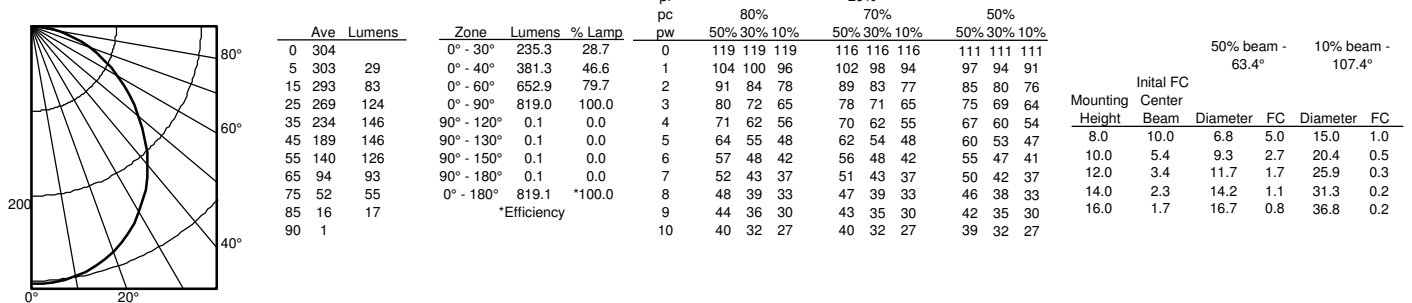 80°
60°
40°
20°
0°
200
Ave Lumens
0 304
5 303 29
15 293 83
25 269 124
35 234 146
45 189 146
55 140 126
65 94 93
75 52 55
85 16 17
90 1
Zone Lumens % Lamp
0° - 30° 235.3 28.7
0° - 40° 381.3 46.6
0° - 60° 652.9 79.7
0° - 90° 819.0 100.0
90° - 120° 0.1 0.0
90° - 130° 0.1 0.0
90° - 150° 0.1 0.0
90° - 180° 0.1 0.0
0° - 180° 819.1 *100.0
*Efficiency
pc 80% 70% 50%
pw 50% 30% 10% 50% 30% 10% 50% 30% 10%
0 119 119 119 116 116 116 111 111 111
1 104 100 96 102 98 94 97 94 91
2 91 84 78 89 83 77 85 80 76
3 80 72 65 78 71 65 75 69 64
4 71 62 56 70 62 55 67 60 54
5 64 55 48 62 54 48 60 53 47
6 57 48 42 56 48 42 55 47 41
7 52 43 37 51 43 37 50 42 37
8 48 39 33 47 39 33 46 38 33
9 44 36 30 43 35 30 42 35 30
10 40 32 27 40 32 27 39 32 27
50% beam - 10% beam -
63.4° 107.4°
Inital FC
Mounting Center
Height Beam Diameter FC Diameter FC
8.0 10.0 6.8 5.0 15.0 1.0
10.0 5.4 9.3 2.7 20.4 0.5
12.0 3.4 11.7 1.7 25.9 0.3
14.0 2.3 14.2 1.1 31.3 0.2
16.0 1.7 16.7 0.8 36.8 0.2